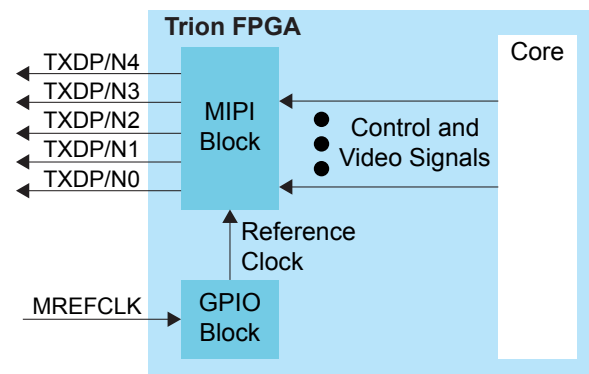 Trion FPGA
TXDP/N4
TXDP/N3
TXDP/N2
TXDP/N1
TXDP/N0
MIPI
Block
Core
Control and
Video Signals
Reference
Clock
MREFCLK
GPIO
Block